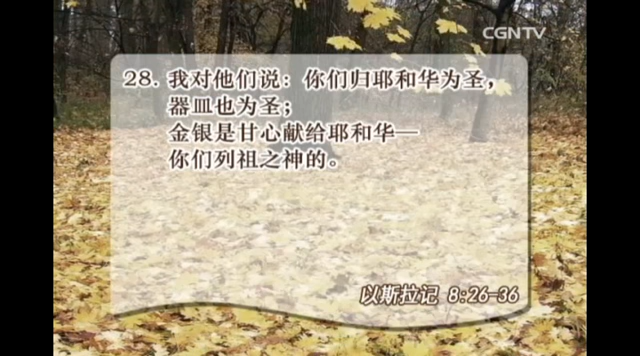 CGNTV
28. 我对他们说：你们归耶和华为圣，
器皿也为圣；
金银是甘心献给耶和华—
你们列祖之神的。
以斯拉记 8:26-36